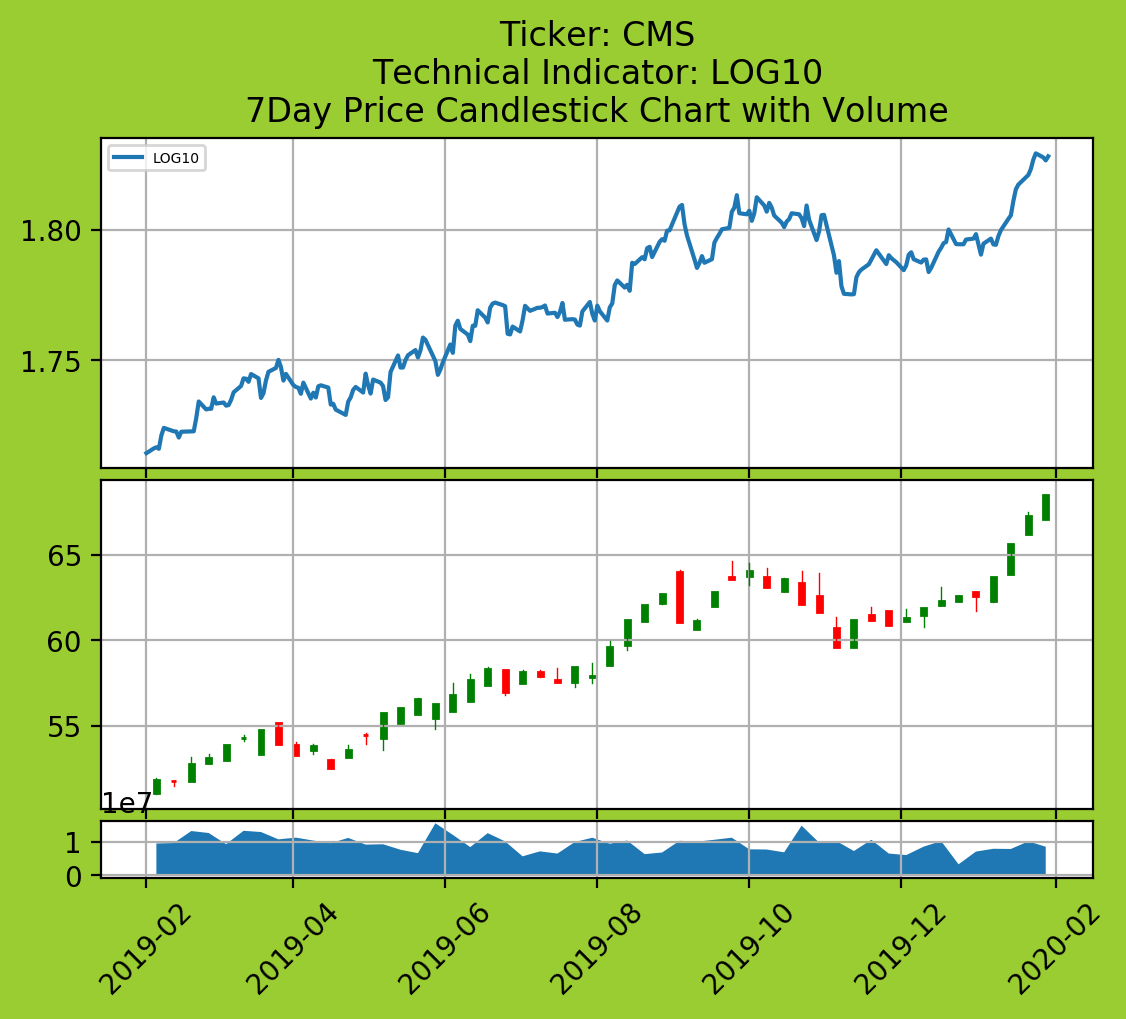 Ticker: CMS
Technical Indicator: LOG10
7Day Price Candlestick Chart with Volume
LOG10
1.80
1.75
65
60
55
1e7
1
0
2019-02
2019-04
2019-06
2019-08
2019-10
2019-12
2020-02